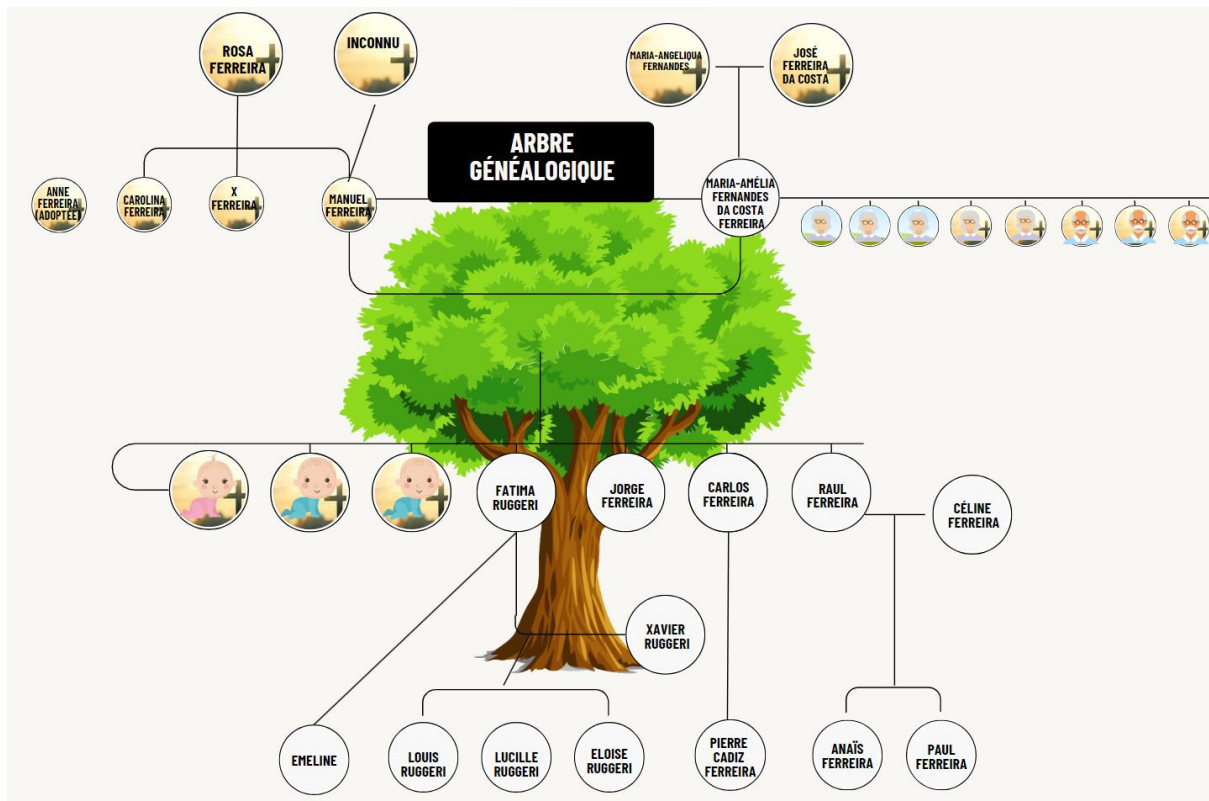 ROSA
FERREIRA
INCONNU
MARIA-ANGELIQUA
FERNANDES
JOSÉ
FERREIRA
DA COSTA
ARBRE
GÉNÉALOGIQUE
ANNE
FERREIRA
(ADOPTÉE)
CAROLINA
FERREIRA
X
FERREIRA
MANUEL
FERREIRA
MARIA-AMÉLIA
FERNANDES
DA COSTA
FERREIRA
FATIMA
RUGGERI
JORGE
FERREIRA
CARLOS
FERREIRA
RAUL
FERREIRA
CÉLINE
FERREIRA
XAVIER
RUGGERI
EMELINE
LOUIS
RUGGERI
LUCILLE
RUGGERI
ELOISE
RUGGERI
PIERRE
CADIZ
FERREIRA
ANAÏS
FERREIRA
PAUL
FERREIRA